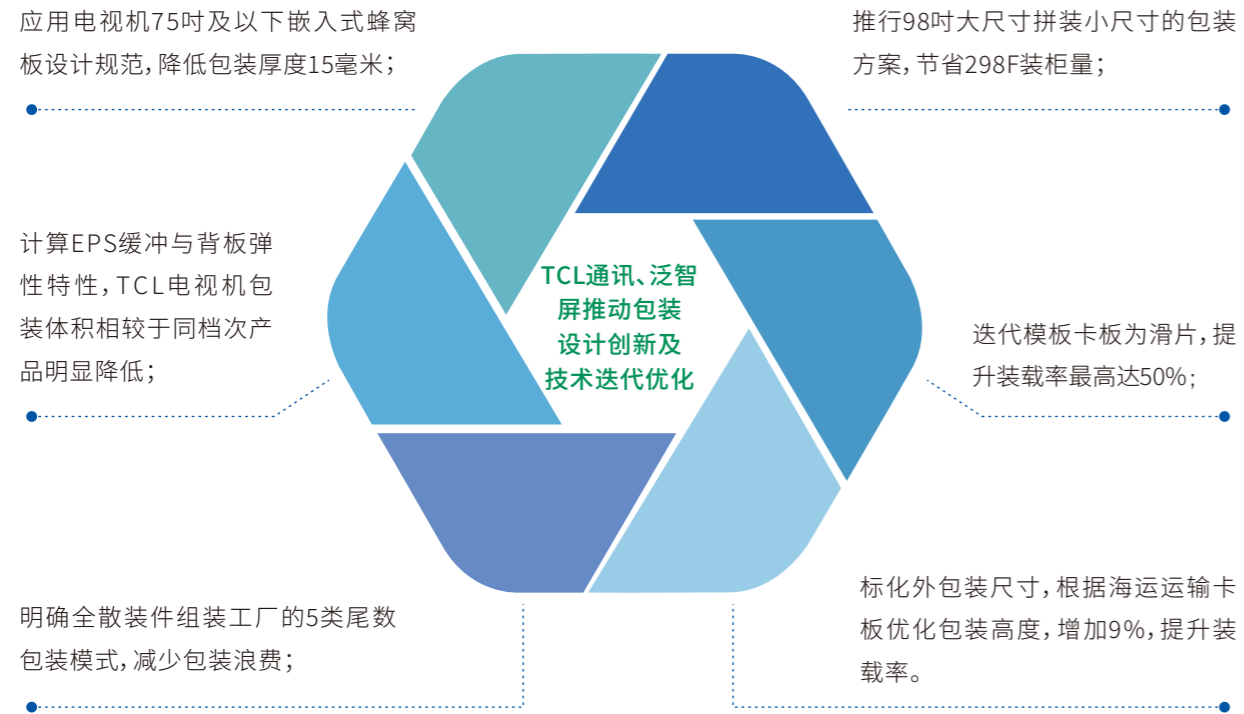 应用电视机75吋及以下嵌入式蜂窝
板设计规范，降低包装厚度15毫米；
推行98吋大尺寸拼装小尺寸的包装
方案，节省298F装柜量；
计算EPS缓冲与背板弹
性特性，TCL电视机包
装体积相较于同档次产
品明显降低；
TCL通讯、泛智
屏推动包装
设计创新及
技术迭代优化
迭代模板卡板为滑片，提
升装载率最高达50%；
明确全散装件组装工厂的5类尾数
包装模式，减少包装浪费；
标化外包装尺寸，根据海运运输卡
板优化包装高度，增加9%，提升装
载率。